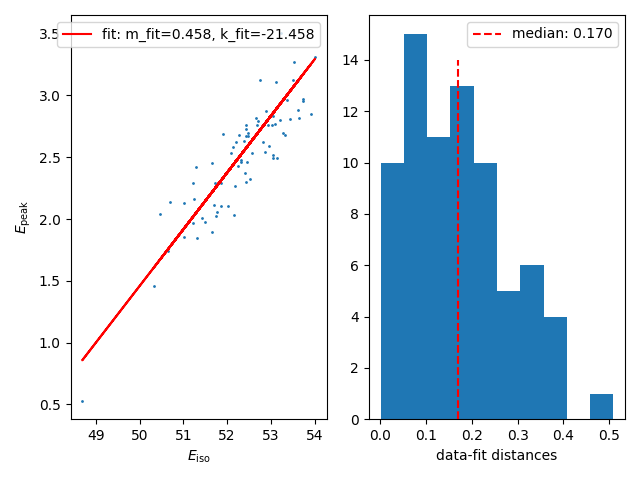 fit: m_fit=0.458, k_fit=-21.458
3.5
3.0
2.5
2.0
1.5
1.0
0.5
E_peak
49 50 51 52 53 54
E_iso
median: 0.170
14
12
10
8
6
4
2
0
0.0 0.1 0.2 0.3 0.4 0.5
data-fit distances